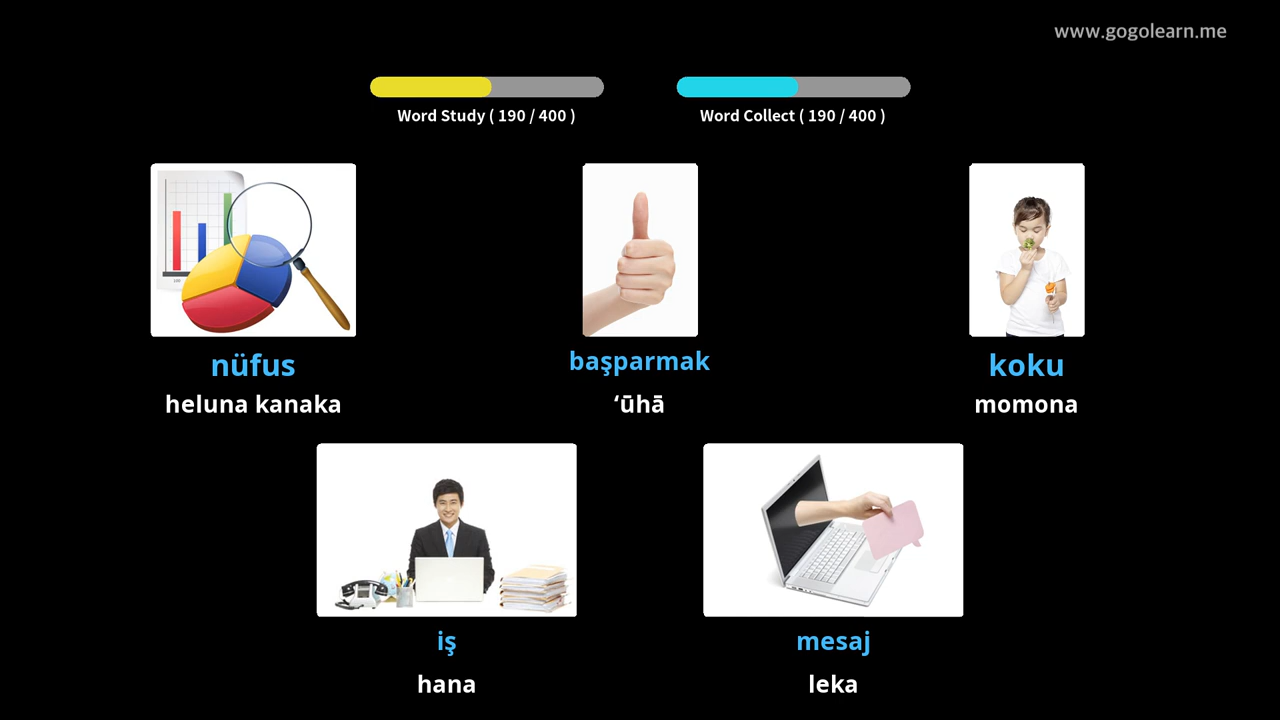 www.gogolearn.me
Word Study ( 190 / 400 )
Word Collect ( 190 / 400 )
nüfus
heluna kanaka
başparmak
ʻūhā
koku
momona
iş
hana
mesaj
leka